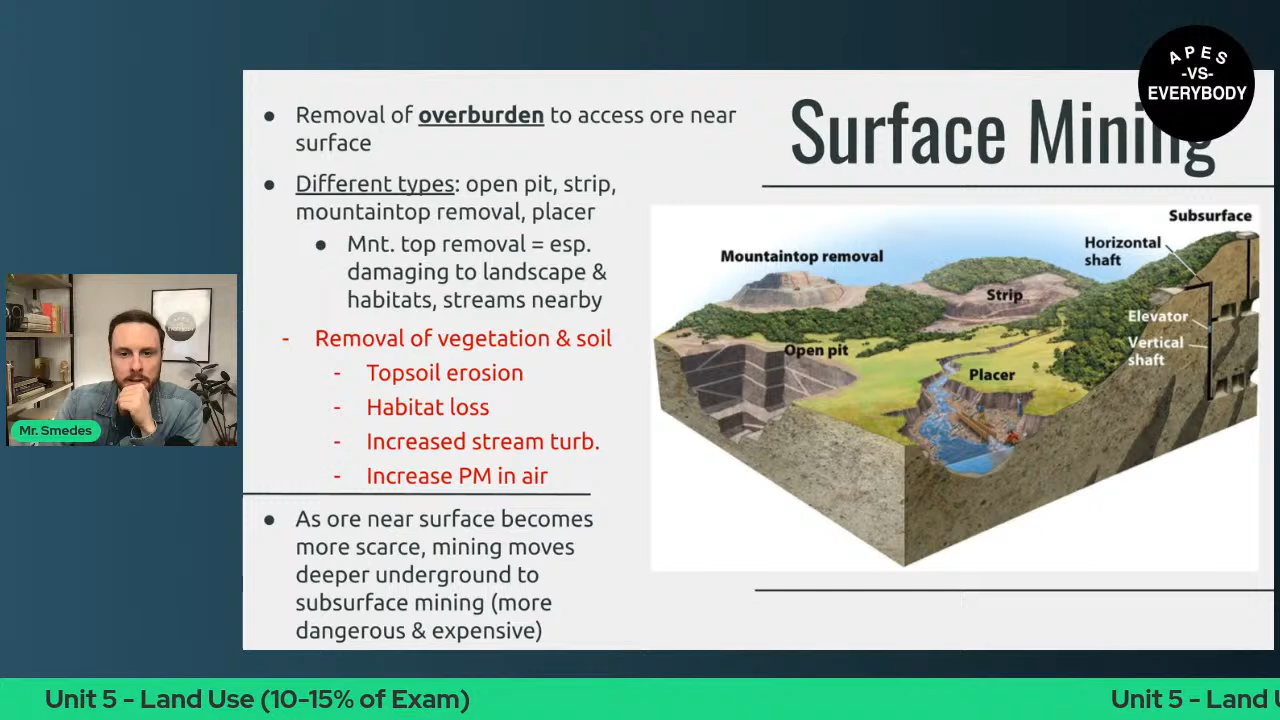 APES
-VS-
EVERYBODY
Surface Mining
● Removal of overburden to access ore near
surface
● Different types: open pit, strip,
mountaintop removal, placer
● Mnt. top removal = esp.
damaging to landscape &
habitats, streams nearby
- Removal of vegetation & soil
- Topsoil erosion
- Habitat loss
- Increased stream turb.
- Increase PM in air
● As ore near surface becomes
more scarce, mining moves
deeper underground to
subsurface mining (more
dangerous & expensive)
Subsurface
Horizontal
shaft
Mountaintop removal
Strip
Elevator
Vertical
shaft
Open pit
Placer
Mr. Smedes
Unit 5 - Land Use (10-15% of Exam)
Unit 5 - Land